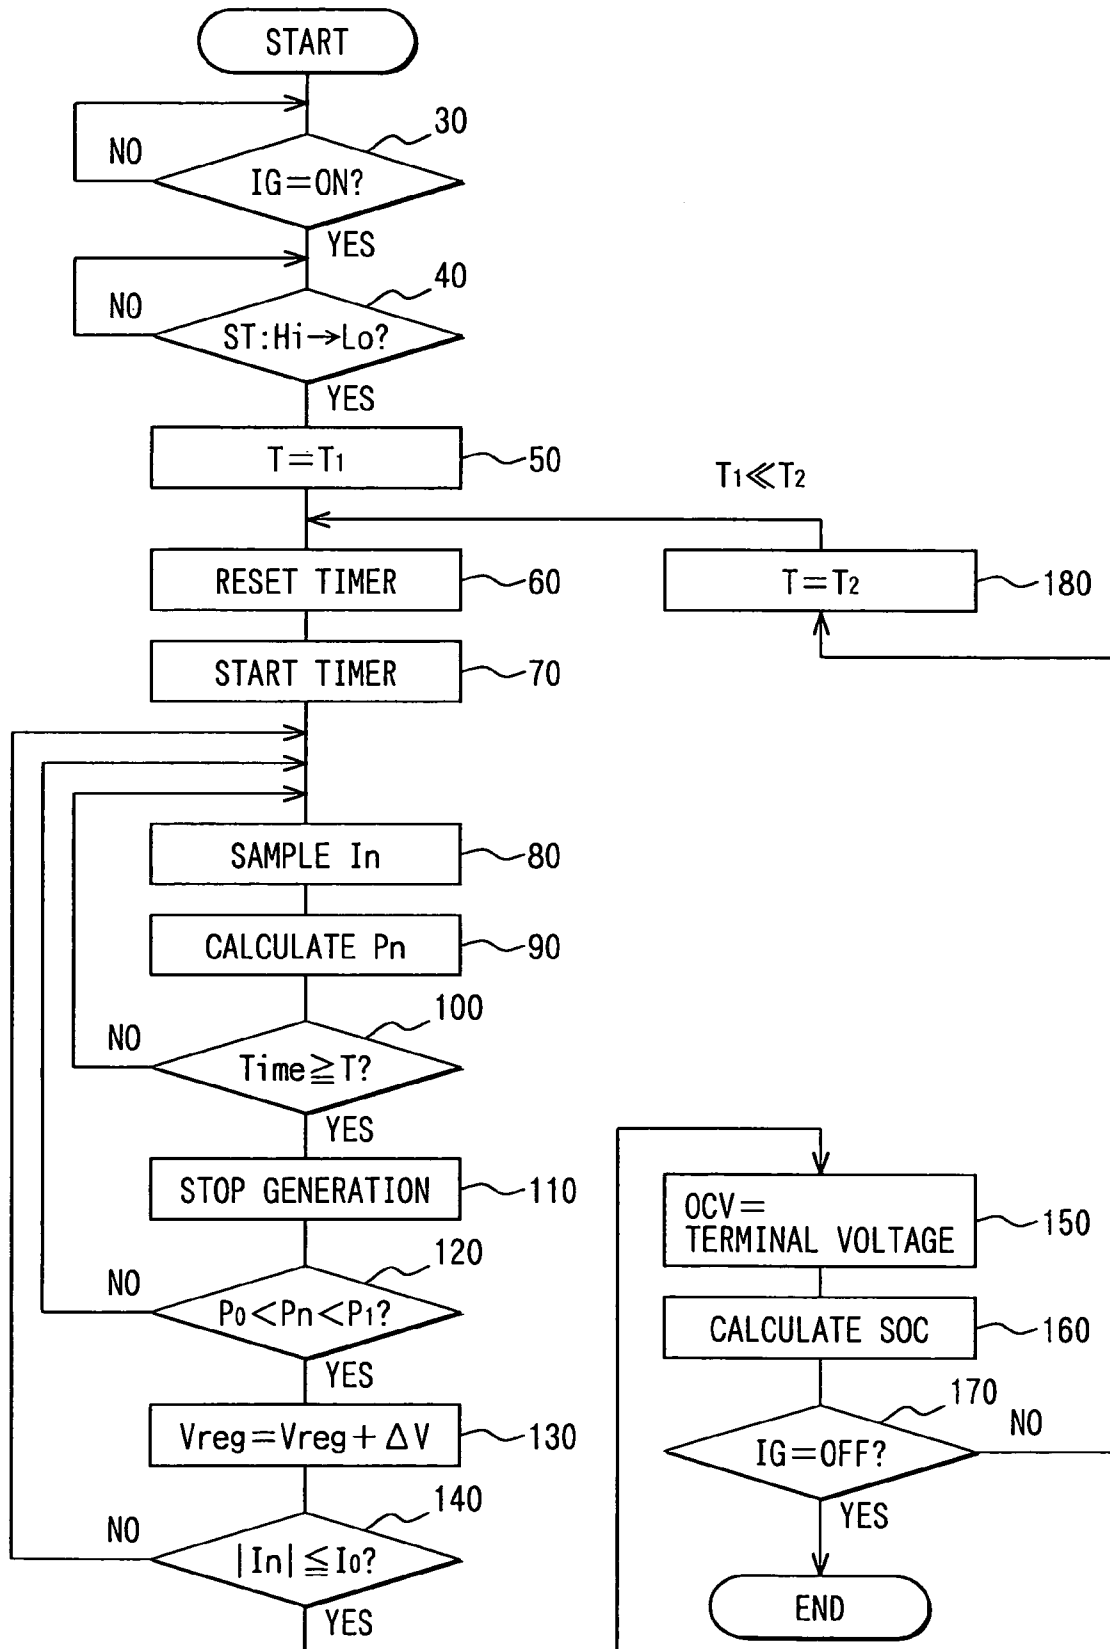 START
30
NO
IG=ON?
YES
40
NO
ST:Hi→Lo?
YES
T=T1
50
T1≪T2
RESET TIMER
60
T=T2
180
START TIMER
70
SAMPLE In
80
CALCULATE Pn
90
100
NO
Time≧T?
YES
STOP GENERATION
110
120
NO
P0<Pn<P1?
YES
Vreg=Vreg+ΔV
130
140
NO
|In|≦I0?
YES
OCV=
TERMINAL VOLTAGE
150
CALCULATE SOC
160
170
NO
IG=OFF?
YES
END